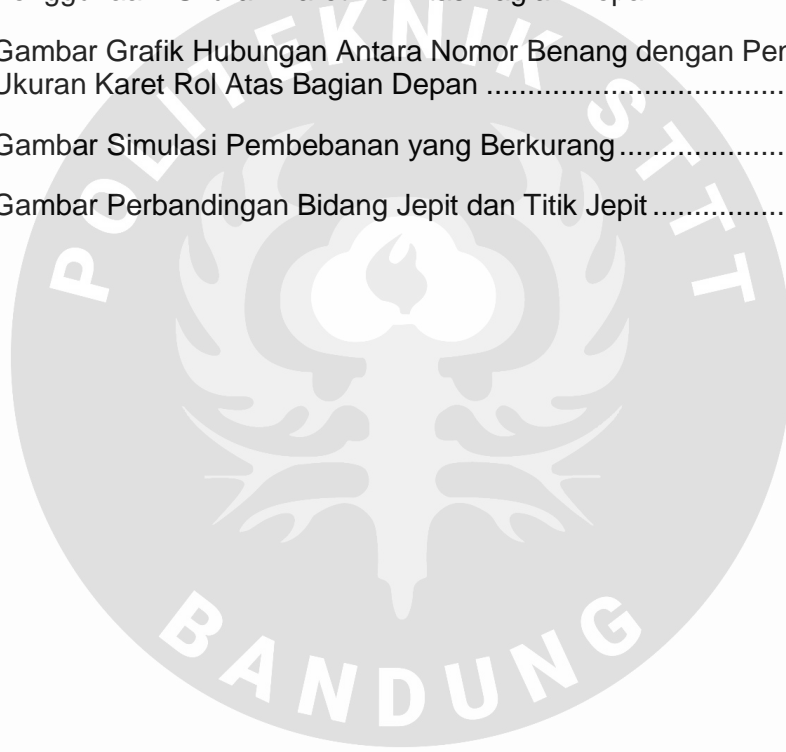 Gambar Grafik Hubungan Antara Nomor Benang dengan Pen
Ukuran Karet Rol Atas Bagian Depan ....................................
Gambar Simulasi Pembebanan yang Berkurang ....................
Gambar Perbandingan Bidang Jepit dan Titik Jepit ................
POLITEKNIK STTT
BANDUNG